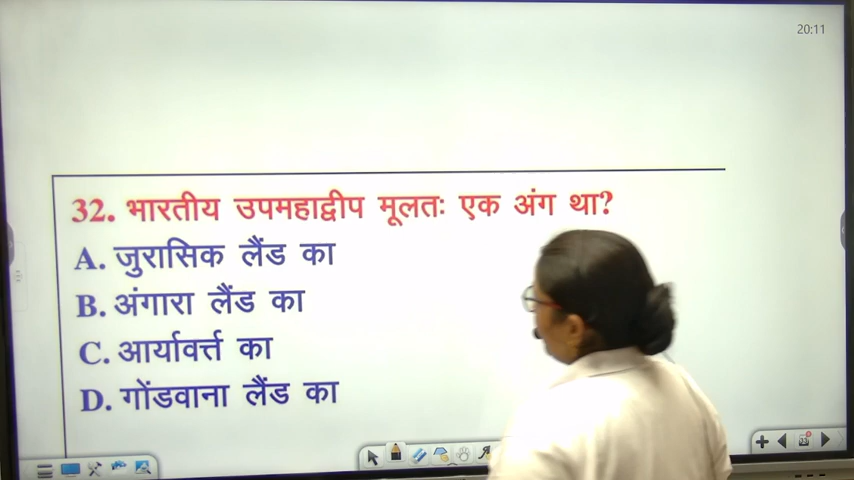 20:11
32. भारतीय उपमहाद्वीप मूलतः एक अंग था?
A. जुरासिक लैंड का
B. अंगारा लैंड का
C. आर्यावर्त्त का
D. गोंडवाना लैंड का